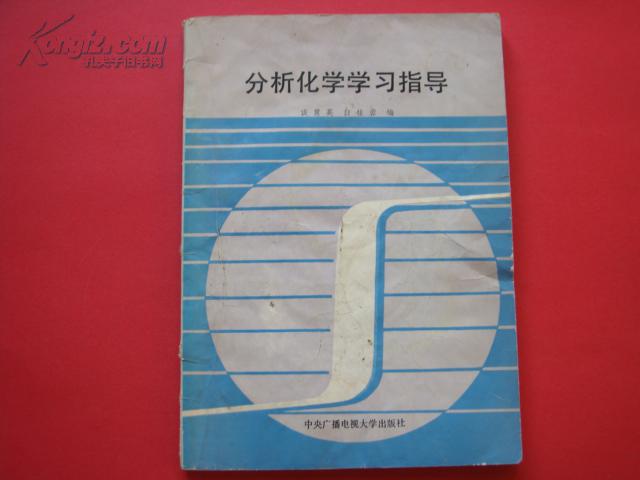 Kongfz.com
孔夫子旧书网
分析化学学习指导
编
中央广播电视大学出版社